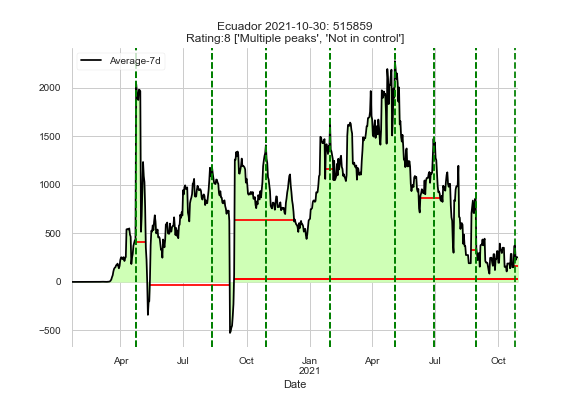 Ecuador 2021-10-30: 515859
Rating:8 ['Multiple peaks', 'Not in control']
Average-7d
2000
1500
1000
500
0
−500
Apr
Jul
Oct
Jan
2021
Apr
Jul
Oct
Date